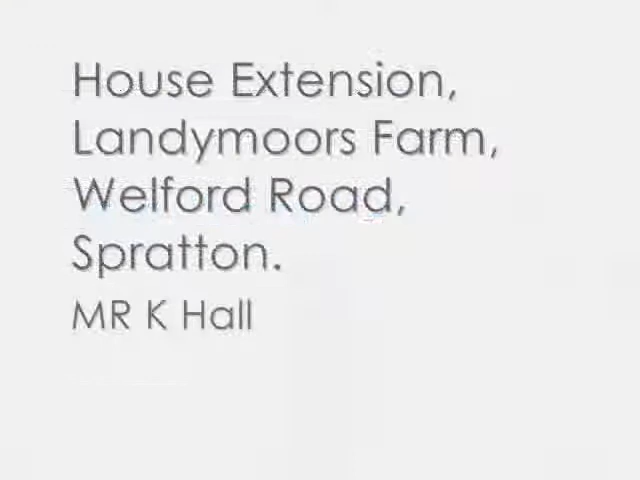 House Extension,
Landymoors Farm,
Welford Road,
Spratton.
MR K Hall